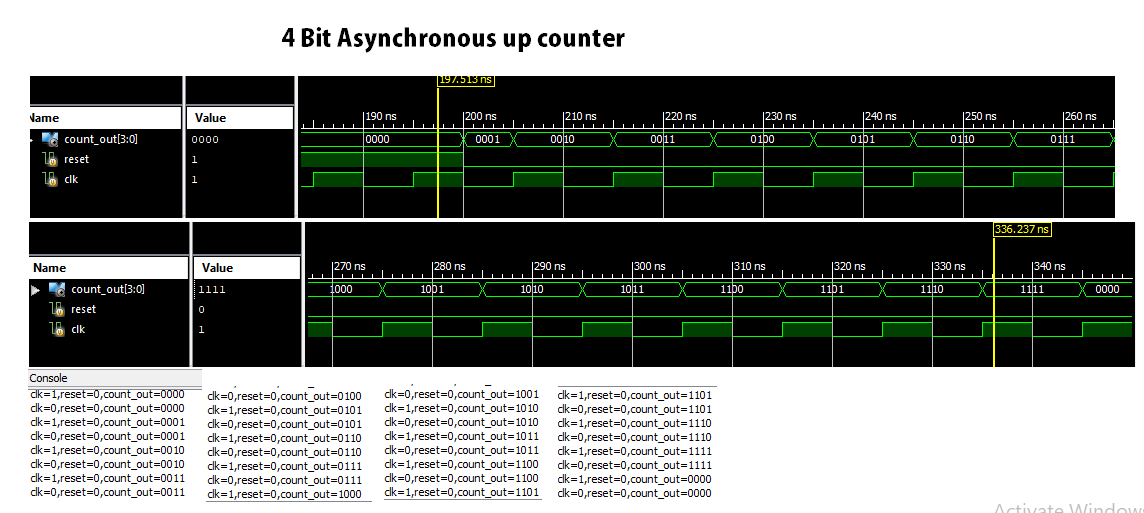 4 Bit Asynchronous up counter
197.513 ns
Name Value
190 ns 200 ns 210 ns 220 ns 230 ns 240 ns 250 ns 260 ns
count_out[3:0] 0000 0000 0001 0010 0011 0100 0101 0110 0111
reset 1
clk 1
336.237 ns
Name Value
270 ns 280 ns 290 ns 300 ns 310 ns 320 ns 330 ns 340 ns
count_out[3:0] 1111 1000 1001 1010 1011 1100 1101 1110 1111 0000
reset 0
clk 1
Console
clk=1,reset=0,count_out=0000
clk=0,reset=0,count_out=0000
clk=1,reset=0,count_out=0001
clk=0,reset=0,count_out=0001
clk=1,reset=0,count_out=0010
clk=0,reset=0,count_out=0010
clk=1,reset=0,count_out=0011
clk=0,reset=0,count_out=0011
clk=0,reset=0,count_out=0100
clk=1,reset=0,count_out=0101
clk=0,reset=0,count_out=0101
clk=1,reset=0,count_out=0110
clk=0,reset=0,count_out=0110
clk=1,reset=0,count_out=0111
clk=0,reset=0,count_out=0111
clk=1,reset=0,count_out=1000
clk=0,reset=0,count_out=1001
clk=1,reset=0,count_out=1010
clk=0,reset=0,count_out=1010
clk=1,reset=0,count_out=1011
clk=0,reset=0,count_out=1011
clk=1,reset=0,count_out=1100
clk=0,reset=0,count_out=1100
clk=1,reset=0,count_out=1101
clk=1,reset=0,count_out=1101
clk=0,reset=0,count_out=1101
clk=1,reset=0,count_out=1110
clk=0,reset=0,count_out=1110
clk=1,reset=0,count_out=1111
clk=0,reset=0,count_out=1111
clk=1,reset=0,count_out=0000
clk=0,reset=0,count_out=0000
Activate Windows